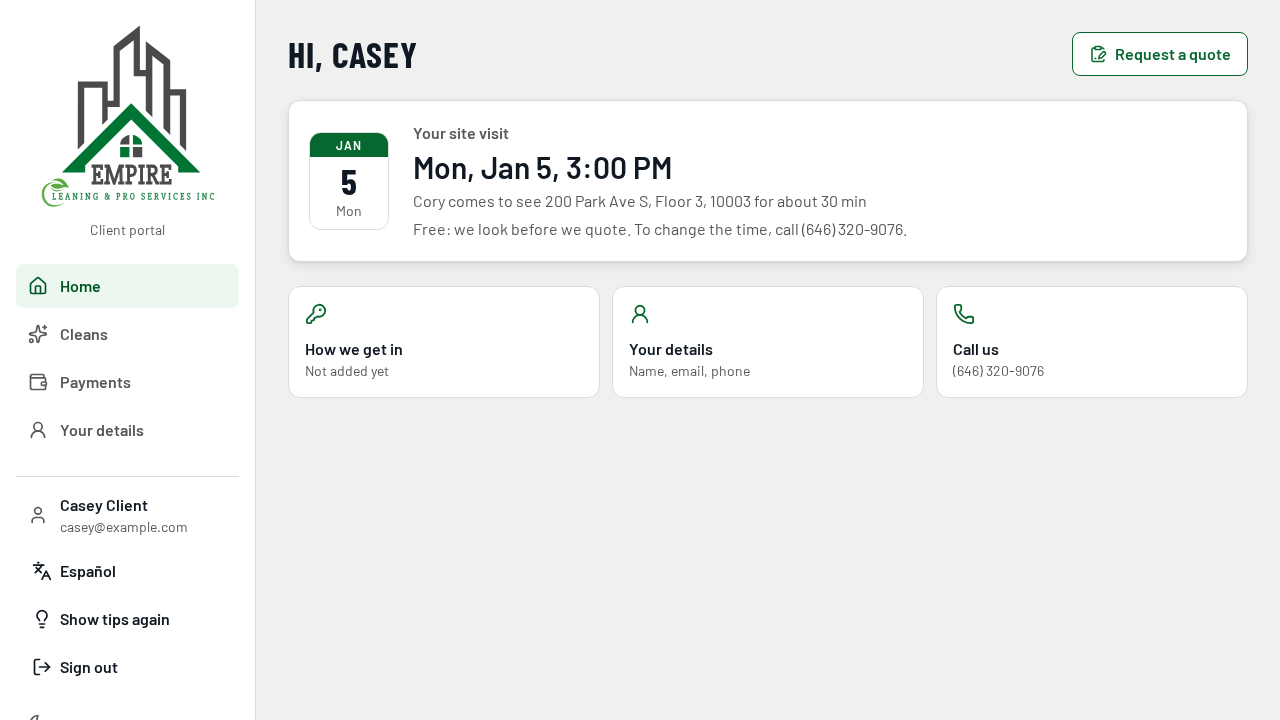 EMPIRE
LEANING & PRO SERVICES INC
Client portal
Home
Cleans
Payments
Your details
Casey Client
casey@example.com
Español
Show tips again
Sign out
HI, CASEY
Request a quote
JAN
5
Mon
Your site visit
Mon, Jan 5, 3:00 PM
Cory comes to see 200 Park Ave S, Floor 3, 10003 for about 30 min
Free: we look before we quote. To change the time, call (646) 320-9076.
How we get in
Not added yet
Your details
Name, email, phone
Call us
(646) 320-9076